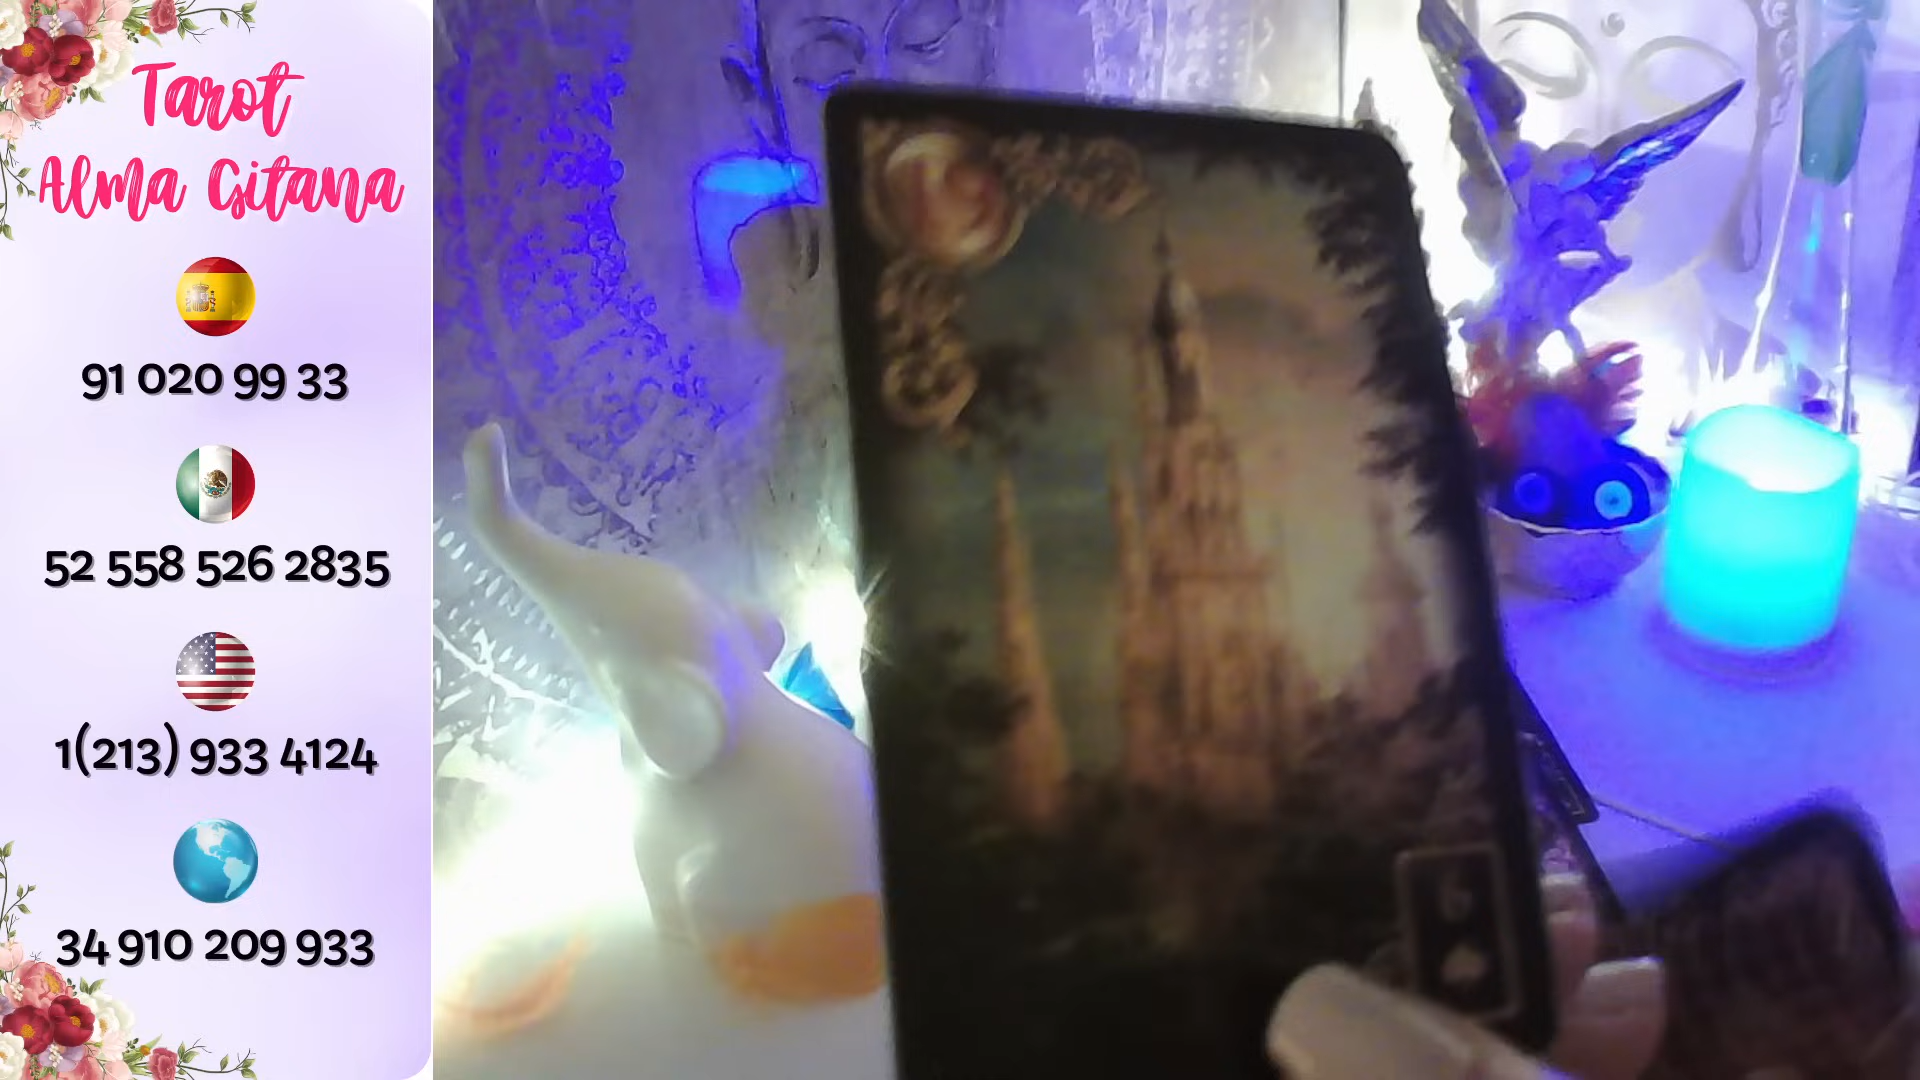 Tarot
Alma Gitana
91 020 99 33
52 558 526 2835
1(213) 933 4124
34 910 209 933